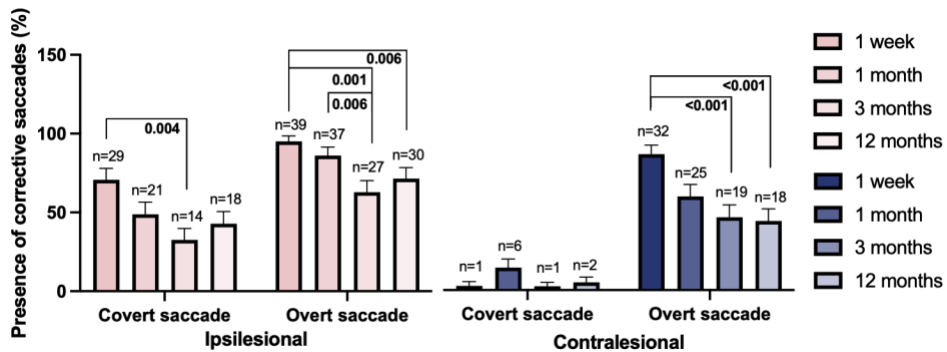 Presence of corrective saccades (%)
150
100
50
0
n=29
n=21
n=14
n=18
0.004
n=39
n=37
n=27
n=30
0.006
0.001
0.006
Covert saccade
Overt saccade
Ipsilesional
n=1
n=6
n=1
n=2
n=32
n=25
n=19
n=18
<0.001
<0.001
Covert saccade
Overt saccade
Contralesional
1 week
1 month
3 months
12 months
1 week
1 month
3 months
12 months